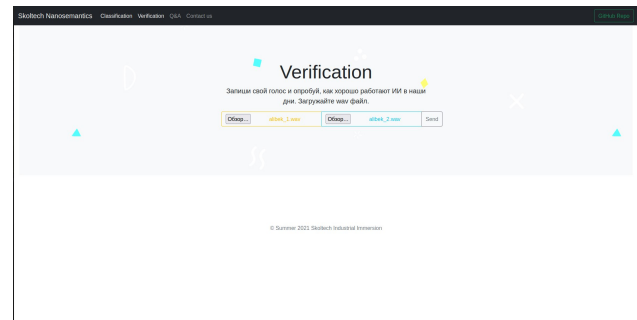 Skoltech Nanosemantics Classification Verification Q&A Contact us GitHub Repo
Verification
Запиши свой голос и опробуй, как хорошо работают ИИ в наши
дни. Загружайте wav файл.
Обзор... alibek_1.wav Обзор... alibek_2.wav Send
© Summer 2021 Skoltech Industrial Immersion